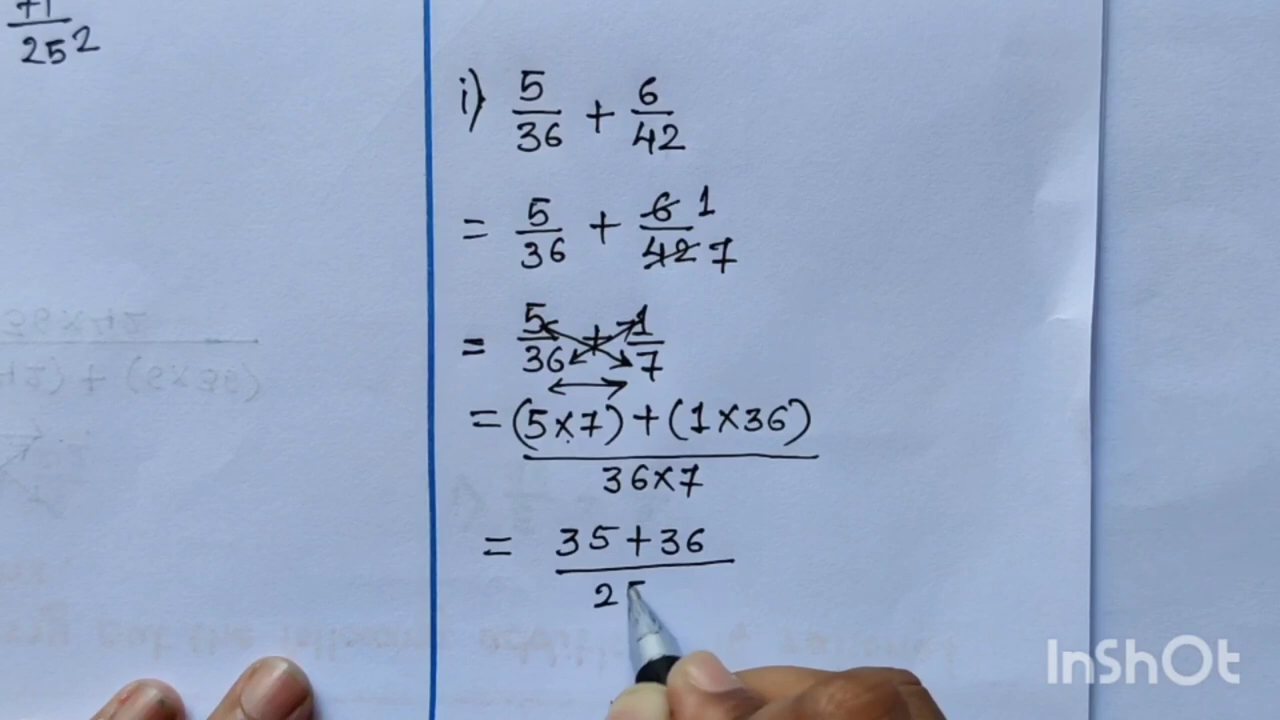 71
252
i) 5/36 + 6/42
= 5/36 + 6/42 1 7
= 5/36 + 1/7
= (5×7) + (1×36)
36×7
= 35+36
25
InShOt